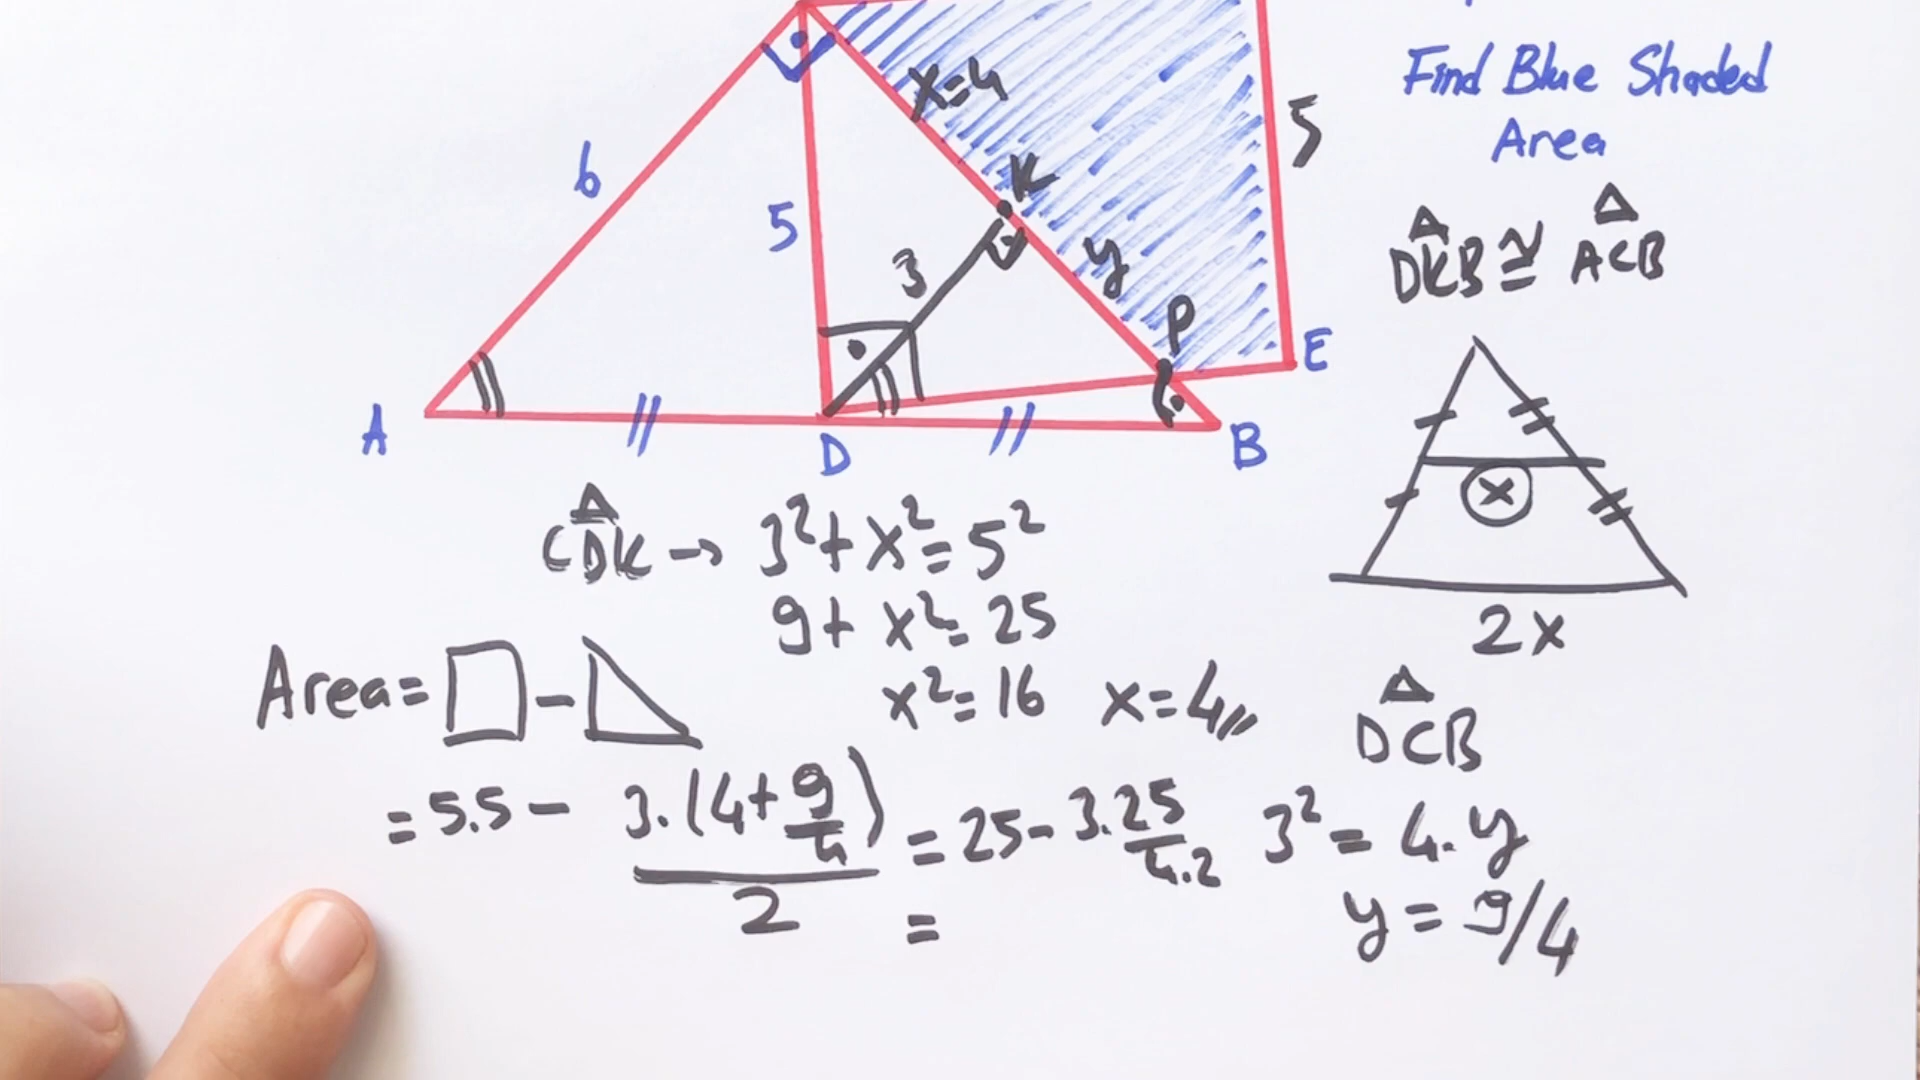 Find Blue Shaded
Area
x=4
5
K
6
5
3
y
P
E
A
D
B
DKB ≅ ACB
x
2x
CDK → 3²+x²=5²
9+x²=25
x²=16 x=4
Area= □ - ◺
DCB
=5.5- 3.(4+9/4)/2 =25-3.25/4.2
=
3²=4.y
y=9/4